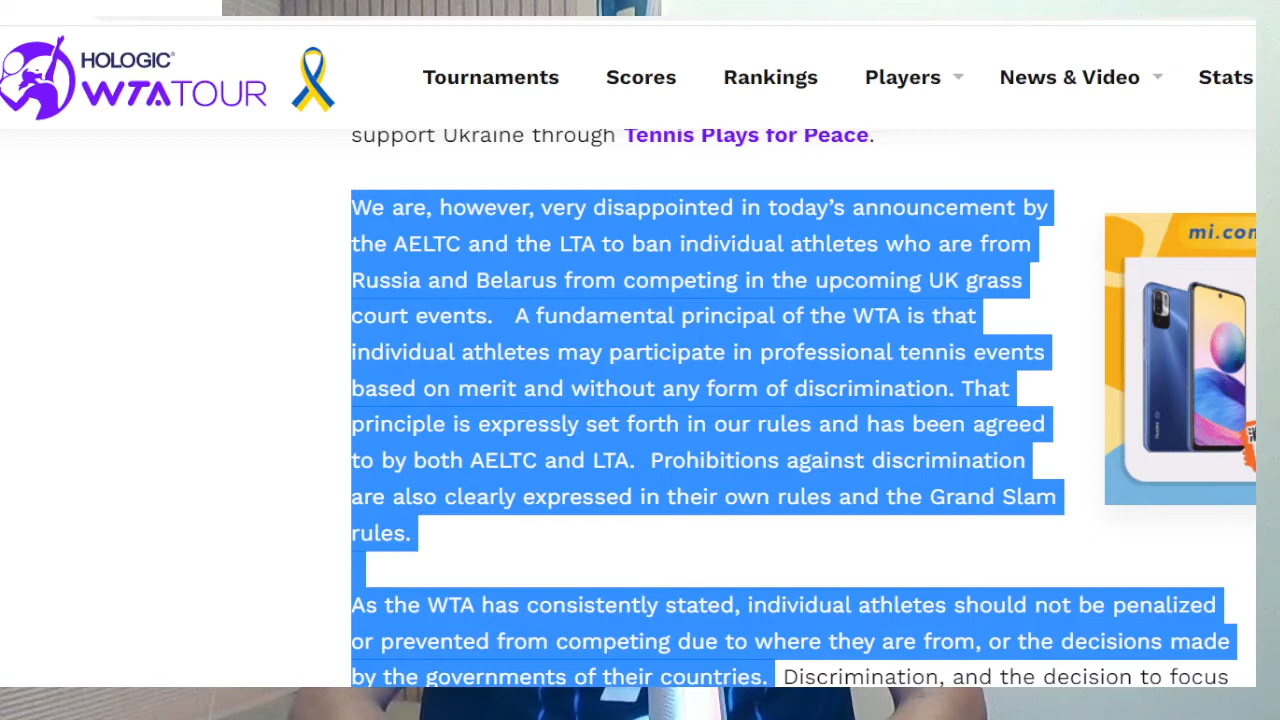 HOLOGIC®
WTATOUR
Tournaments Scores Rankings Players News & Video Stats
support Ukraine through Tennis Plays for Peace.
We are, however, very disappointed in today’s announcement by
the AELTC and the LTA to ban individual athletes who are from
Russia and Belarus from competing in the upcoming UK grass
court events. A fundamental principal of the WTA is that
individual athletes may participate in professional tennis events
based on merit and without any form of discrimination. That
principle is expressly set forth in our rules and has been agreed
to by both AELTC and LTA. Prohibitions against discrimination
are also clearly expressed in their own rules and the Grand Slam
rules.
As the WTA has consistently stated, individual athletes should not be penalized
or prevented from competing due to where they are from, or the decisions made
by the governments of their countries. Discrimination, and the decision to focus